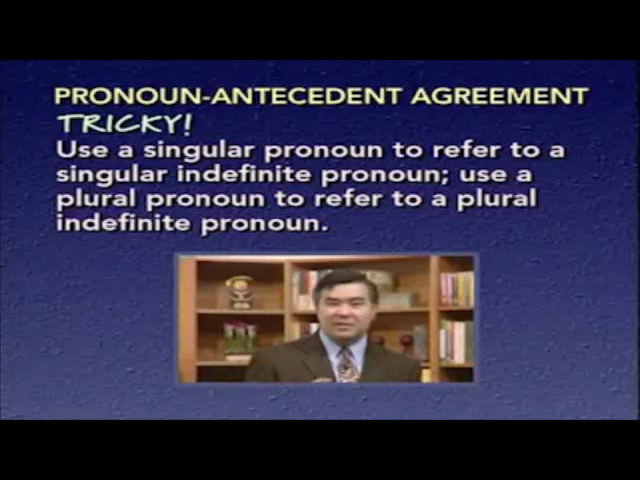 PRONOUN-ANTECEDENT AGREEMENT
TRICKY!
Use a singular pronoun to refer to a
singular indefinite pronoun; use a
plural pronoun to refer to a plural
indefinite pronoun.